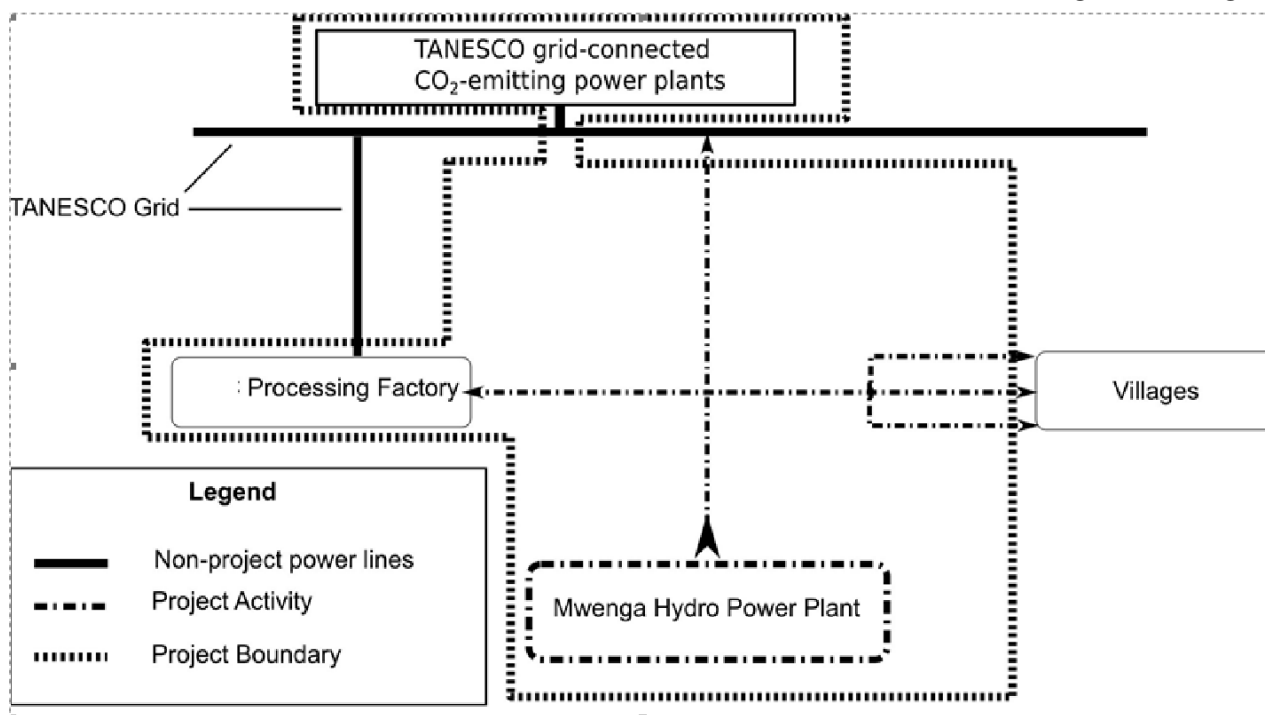 TANESCO grid-connected
CO₂-emitting power plants
TANESCO Grid
: Processing Factory
Villages
Legend
Non-project power lines
Project Activity
Project Boundary
Mwenga Hydro Power Plant